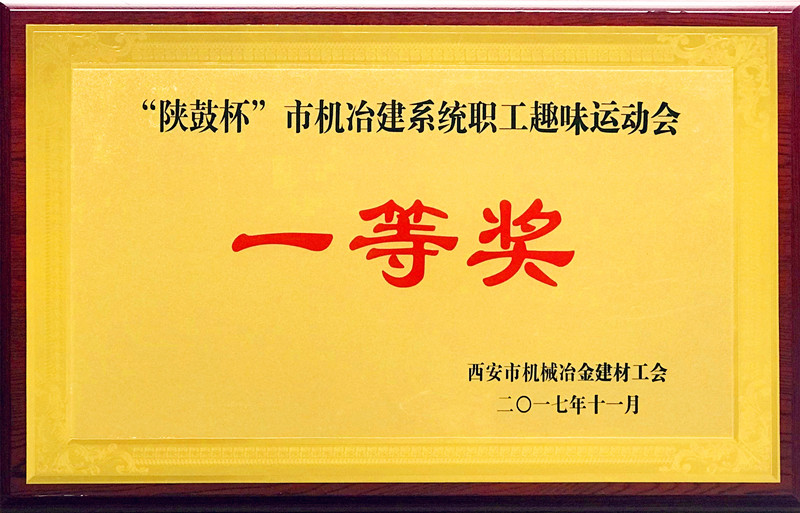 “陕鼓杯”市机冶建系统职工趣味运动会
一等奖
西安市机械冶金建材工会
二〇一七年十一月